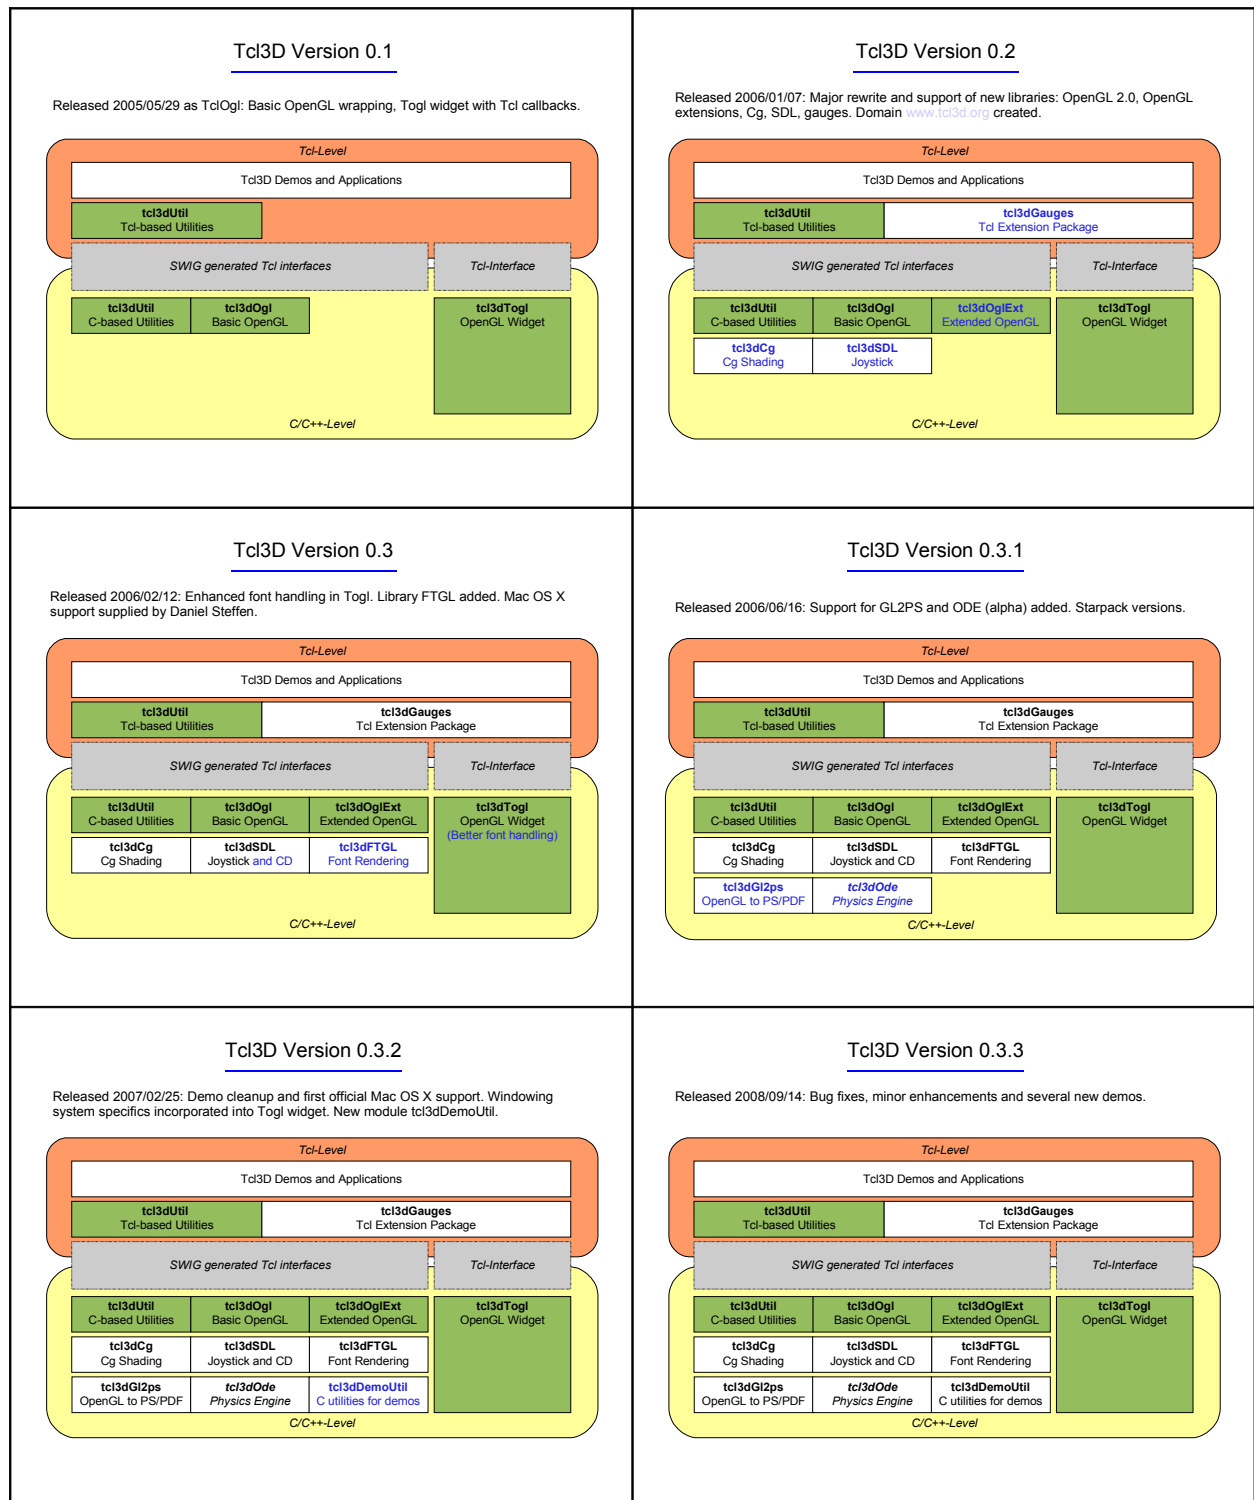 Tcl3D Version 0.1
Released 2005/05/29 as TclOgl: Basic OpenGL wrapping, Togl widget with Tcl callbacks.
Tcl-Level
Tcl3D Demos and Applications
tcl3dUtil
Tcl-based Utilities
SWIG generated Tcl interfaces
Tcl-Interface
tcl3dUtil
C-based Utilities
tcl3dOgl
Basic OpenGL
tcl3dTogl
OpenGL Widget
C/C++-Level
Tcl3D Version 0.2
Released 2006/01/07: Major rewrite and support of new libraries: OpenGL 2.0, OpenGL
extensions, Cg, SDL, gauges. Domain www.tcl3d.org created.
Tcl-Level
Tcl3D Demos and Applications
tcl3dUtil
Tcl-based Utilities
tcl3dGauges
Tcl Extension Package
SWIG generated Tcl interfaces
Tcl-Interface
tcl3dUtil
C-based Utilities
tcl3dOgl
Basic OpenGL
tcl3dOglExt
Extended OpenGL
tcl3dTogl
OpenGL Widget
tcl3dCg
Cg Shading
tcl3dSDL
Joystick
C/C++-Level
Tcl3D Version 0.3
Released 2006/02/12: Enhanced font handling in Togl. Library FTGL added. Mac OS X
support supplied by Daniel Steffen.
Tcl-Level
Tcl3D Demos and Applications
tcl3dUtil
Tcl-based Utilities
tcl3dGauges
Tcl Extension Package
SWIG generated Tcl interfaces
Tcl-Interface
tcl3dUtil
C-based Utilities
tcl3dOgl
Basic OpenGL
tcl3dOglExt
Extended OpenGL
tcl3dTogl
OpenGL Widget
(Better font handling)
tcl3dCg
Cg Shading
tcl3dSDL
Joystick and CD
tcl3dFTGL
Font Rendering
C/C++-Level
Tcl3D Version 0.3.1
Released 2006/06/16: Support for GL2PS and ODE (alpha) added. Starpack versions.
Tcl-Level
Tcl3D Demos and Applications
tcl3dUtil
Tcl-based Utilities
tcl3dGauges
Tcl Extension Package
SWIG generated Tcl interfaces
Tcl-Interface
tcl3dUtil
C-based Utilities
tcl3dOgl
Basic OpenGL
tcl3dOglExt
Extended OpenGL
tcl3dTogl
OpenGL Widget
tcl3dCg
Cg Shading
tcl3dSDL
Joystick and CD
tcl3dFTGL
Font Rendering
tcl3dGl2ps
OpenGL to PS/PDF
tcl3dOde
Physics Engine
C/C++-Level
Tcl3D Version 0.3.2
Released 2007/02/25: Demo cleanup and first official Mac OS X support. Windowing
system specifics incorporated into Togl widget. New module tcl3dDemoUtil.
Tcl-Level
Tcl3D Demos and Applications
tcl3dUtil
Tcl-based Utilities
tcl3dGauges
Tcl Extension Package
SWIG generated Tcl interfaces
Tcl-Interface
tcl3dUtil
C-based Utilities
tcl3dOgl
Basic OpenGL
tcl3dOglExt
Extended OpenGL
tcl3dTogl
OpenGL Widget
tcl3dCg
Cg Shading
tcl3dSDL
Joystick and CD
tcl3dFTGL
Font Rendering
tcl3dGl2ps
OpenGL to PS/PDF
tcl3dOde
Physics Engine
tcl3dDemoUtil
C utilities for demos
C/C++-Level
Tcl3D Version 0.3.3
Released 2008/09/14: Bug fixes, minor enhancements and several new demos.
Tcl-Level
Tcl3D Demos and Applications
tcl3dUtil
Tcl-based Utilities
tcl3dGauges
Tcl Extension Package
SWIG generated Tcl interfaces
Tcl-Interface
tcl3dUtil
C-based Utilities
tcl3dOgl
Basic OpenGL
tcl3dOglExt
Extended OpenGL
tcl3dTogl
OpenGL Widget
tcl3dCg
Cg Shading
tcl3dSDL
Joystick and CD
tcl3dFTGL
Font Rendering
tcl3dGl2ps
OpenGL to PS/PDF
tcl3dOde
Physics Engine
tcl3dDemoUtil
C utilities for demos
C/C++-Level